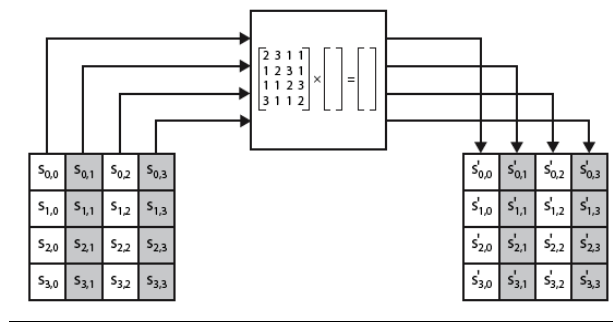 2 3 1 1
1 2 3 1
1 1 2 3
3 1 1 2
× =
S0,0 S0,1 S0,2 S0,3
S1,0 S1,1 S1,2 S1,3
S2,0 S2,1 S2,2 S2,3
S3,0 S3,1 S3,2 S3,3
S'0,0 S'0,1 S'0,2 S'0,3
S'1,0 S'1,1 S'1,2 S'1,3
S'2,0 S'2,1 S'2,2 S'2,3
S'3,0 S'3,1 S'3,2 S'3,3